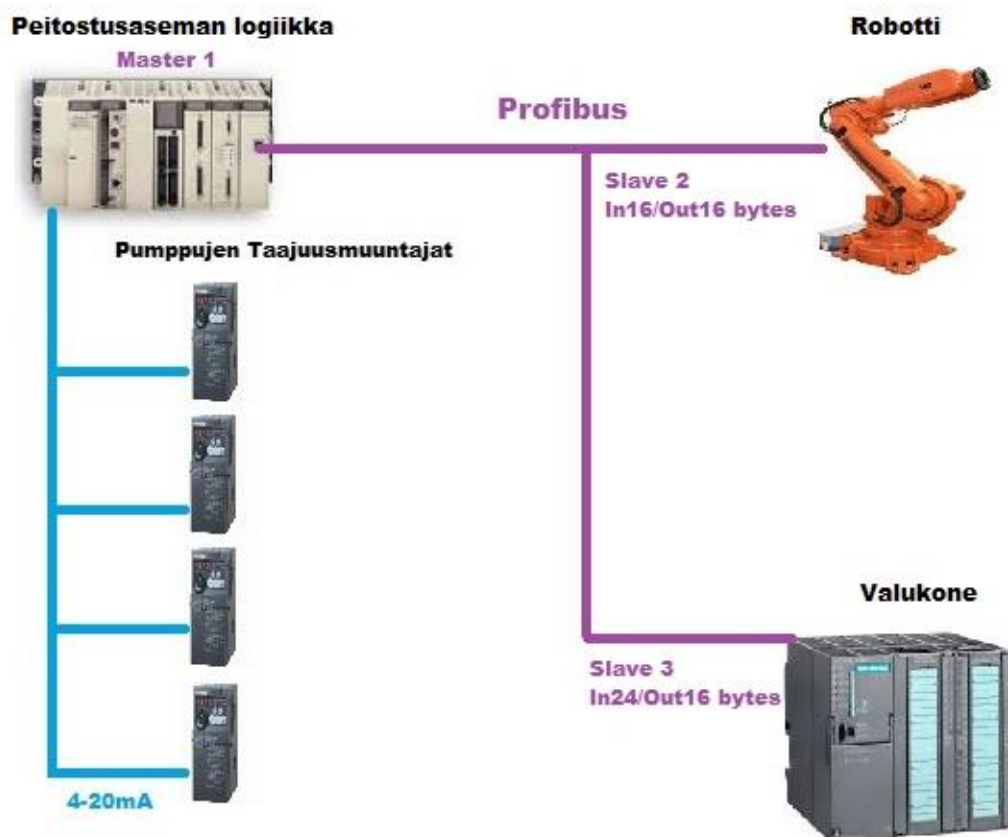 Peitostusaseman logiikka
Master 1
Robotti
Profibus
Slave 2
In16/Out16 bytes
Pumppujen Taajuusmuuntajat
Valukone
Slave 3
In24/Out16 bytes
4-20mA